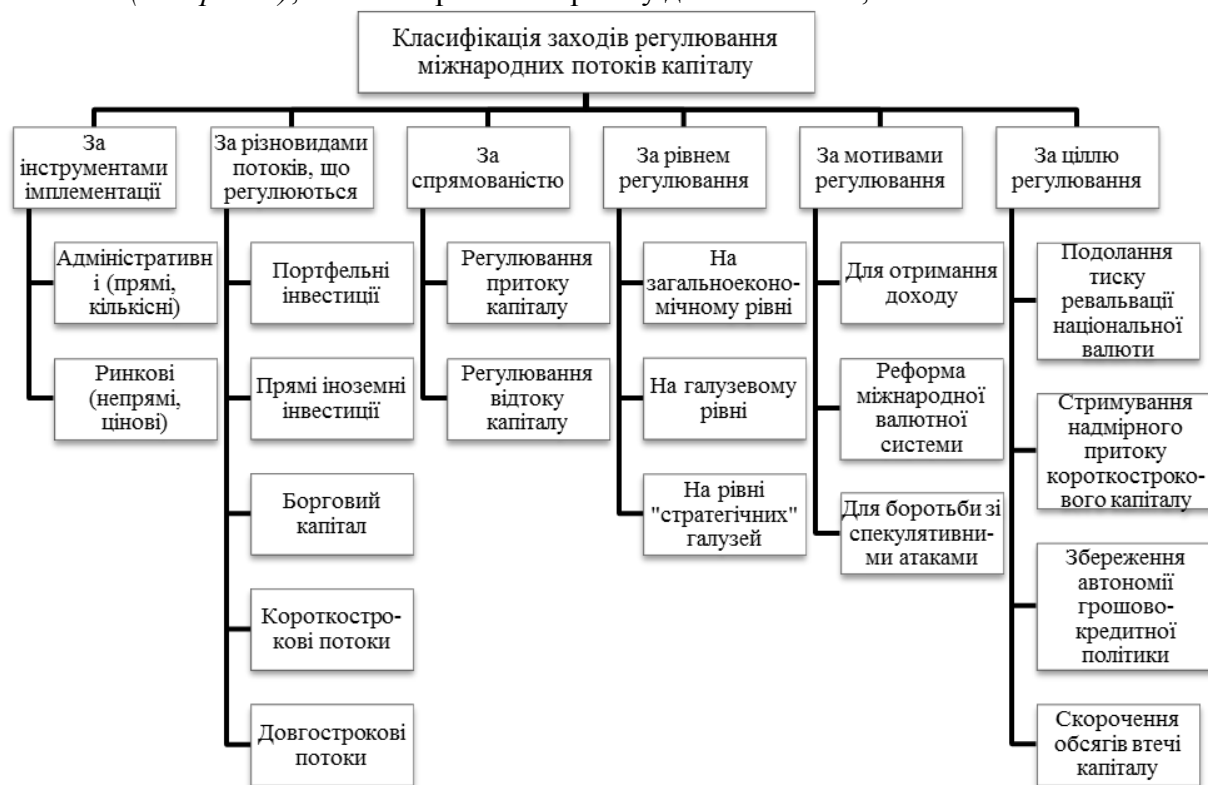 Класифікація заходів регулювання
міжнародних потоків капіталу
За
інструментами
імплементації
Адміністративн
і (прямі,
кількісні)
Ринкові
(непрямі,
цінові)
За різновидами
потоків, що
регулюються
Портфельні
інвестиції
Прямі іноземні
інвестиції
Борговий
капітал
Короткостро-
кові потоки
Довгострокові
потоки
За
спрямованістю
Регулювання
притоку
капіталу
Регулювання
відтоку
капіталу
За рівнем
регулювання
На
загальноеконо-
мічному рівні
На галузевому
рівні
На рівні
"стратегічних"
галузей
За мотивами
регулювання
Для отримання
доходу
Реформа
міжнародної
валютної
системи
Для боротьби зі
спекулятивни-
ми атаками
За ціллю
регулювання
Подолання
тиску
ревальвації
національної
валюти
Стримування
надмірного
притоку
короткостроко-
вого капіталу
Збереження
автономії
грошово-
кредитної
політики
Скорочення
обсягів втечі
капіталу